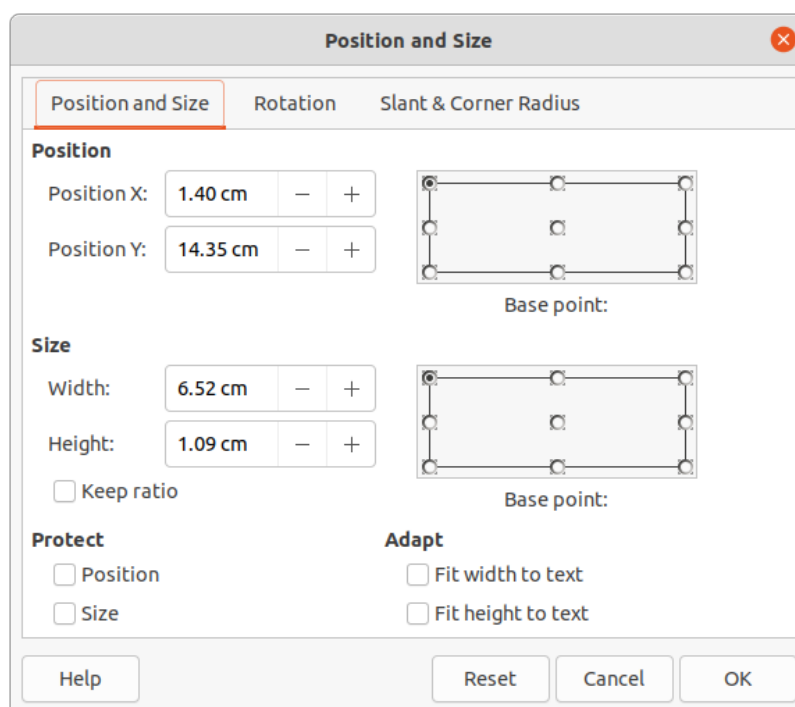 Position and Size
Position and Size Rotation Slant & Corner Radius
Position
Position X: 1.40 cm − +
Position Y: 14.35 cm − +
Base point:
Size
Width: 6.52 cm − +
Height: 1.09 cm − +
Keep ratio
Base point:
Protect Adapt
Position Fit width to text
Size Fit height to text
Help Reset Cancel OK